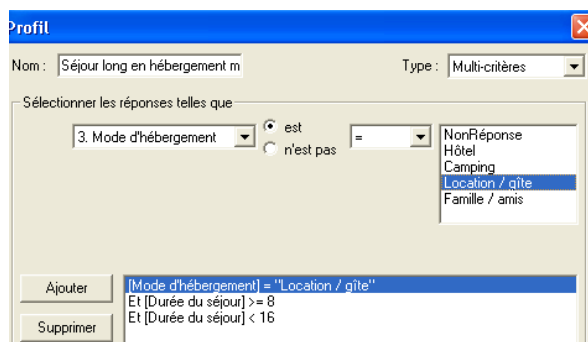 Profil
Nom : Séjour long en hébergement m Type : Multi-critères
Sélectionner les réponses telles que
3. Mode d'hébergement est = NonRéponse
n'est pas Hôtel
Camping
Location / gîte
Famille / amis
Ajouter [Mode d'hébergement] = "Location / gîte"
Et [Durée du séjour] >= 8
Supprimer Et [Durée du séjour] < 16